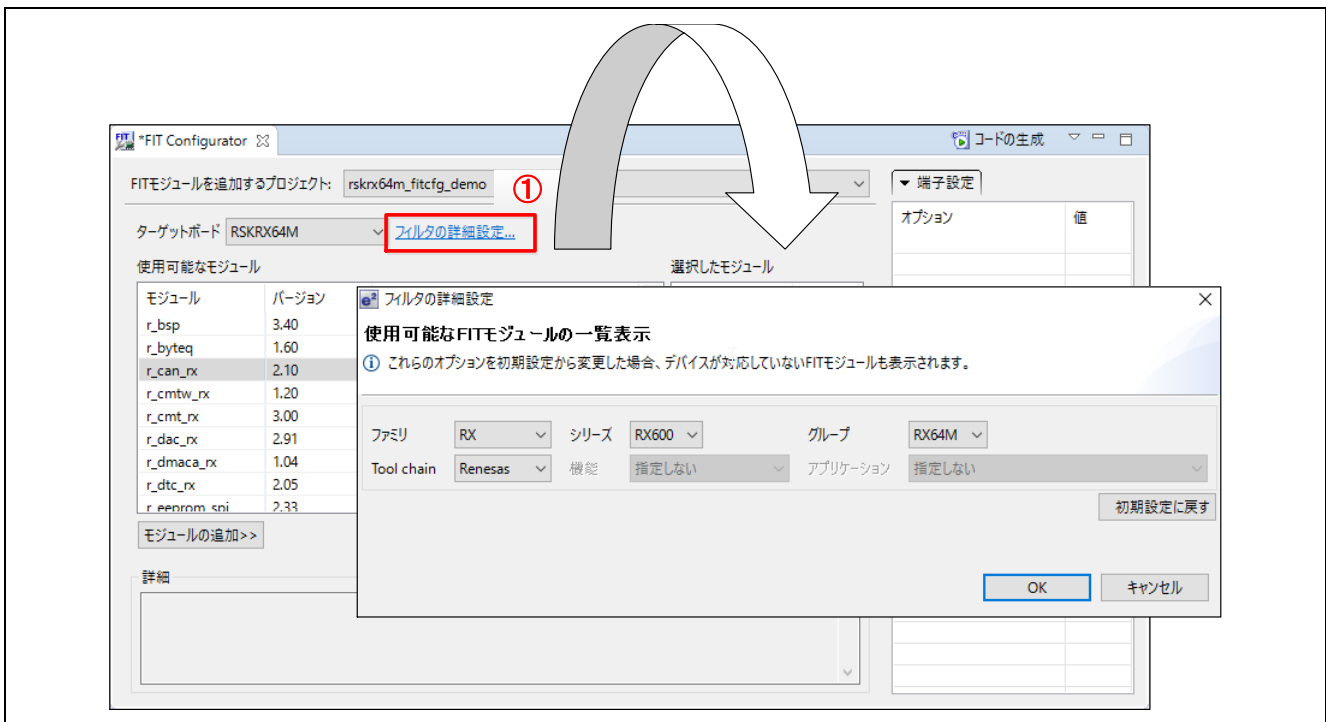 *FIT Configurator
コードの生成
FITモジュールを追加するプロジェクト: rskrx64m_fitcfg_demo
①
端子設定
ターゲットボード RSKRX64M フィルタの詳細設定...
オプション 値
使用可能なモジュール 選択したモジュール
モジュール バージョン
r_bsp 3.40
r_byteq 1.60
r_can_rx 2.10
r_cmtw_rx 1.20
r_cmt_rx 3.00
r_dac_rx 2.91
r_dmaca_rx 1.04
r_dtc_rx 2.05
r_eeprom_spi 2.33
モジュールの追加>>
詳細
e² フィルタの詳細設定
使用可能なFITモジュールの一覧表示
これらのオプションを初期設定から変更した場合、デバイスが対応していないFITモジュールも表示されます。
ファミリ RX シリーズ RX600 グループ RX64M
Tool chain Renesas 機能 指定しない アプリケーション 指定しない
初期設定に戻す
OK キャンセル